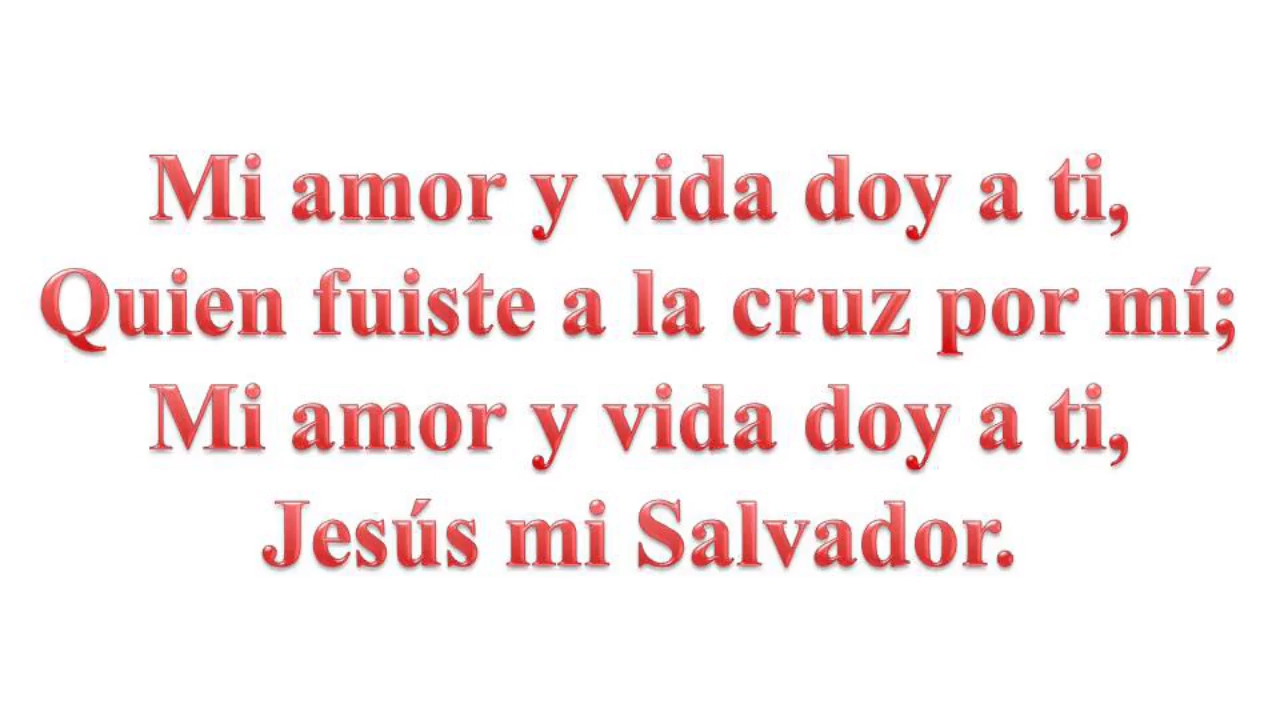 Mi amor y vida doy a ti,
Quien fuiste a la cruz por mí;
Mi amor y vida doy a ti,
Jesús mi Salvador.